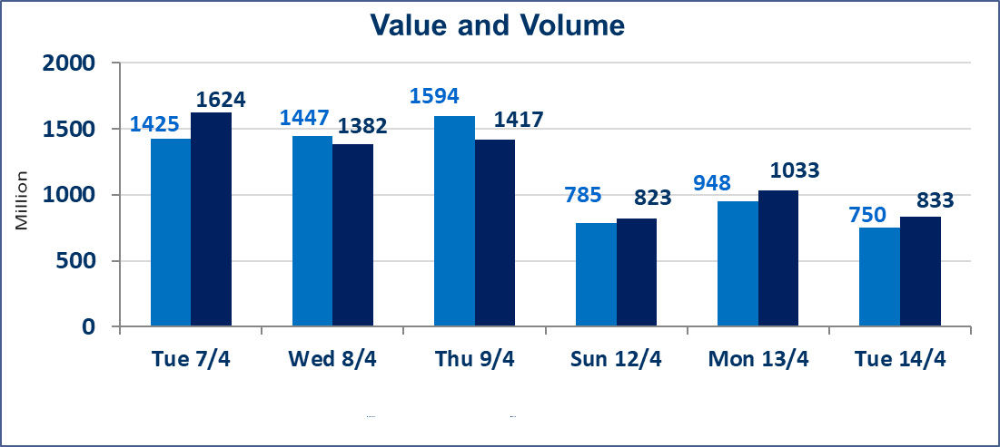 Value and Volume
2000
1500
1000
500
0
Million
1425
1624
1447
1382
1594
1417
785
823
948
1033
750
833
Tue 7/4
Wed 8/4
Thu 9/4
Sun 12/4
Mon 13/4
Tue 14/4